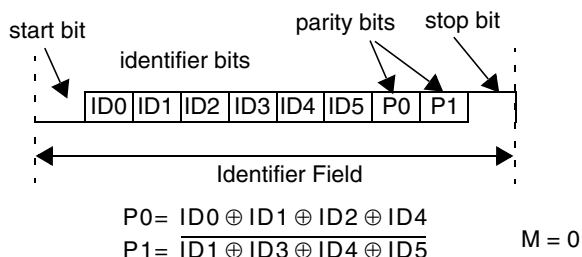 start bit
parity bits
stop bit
identifier bits
ID0 ID1 ID2 ID3 ID4 ID5 P0 P1
Identifier Field
P0= ID0 ⊕ ID1 ⊕ ID2 ⊕ ID4
P1= ID1 ⊕ ID3 ⊕ ID4 ⊕ ID5
M = 0